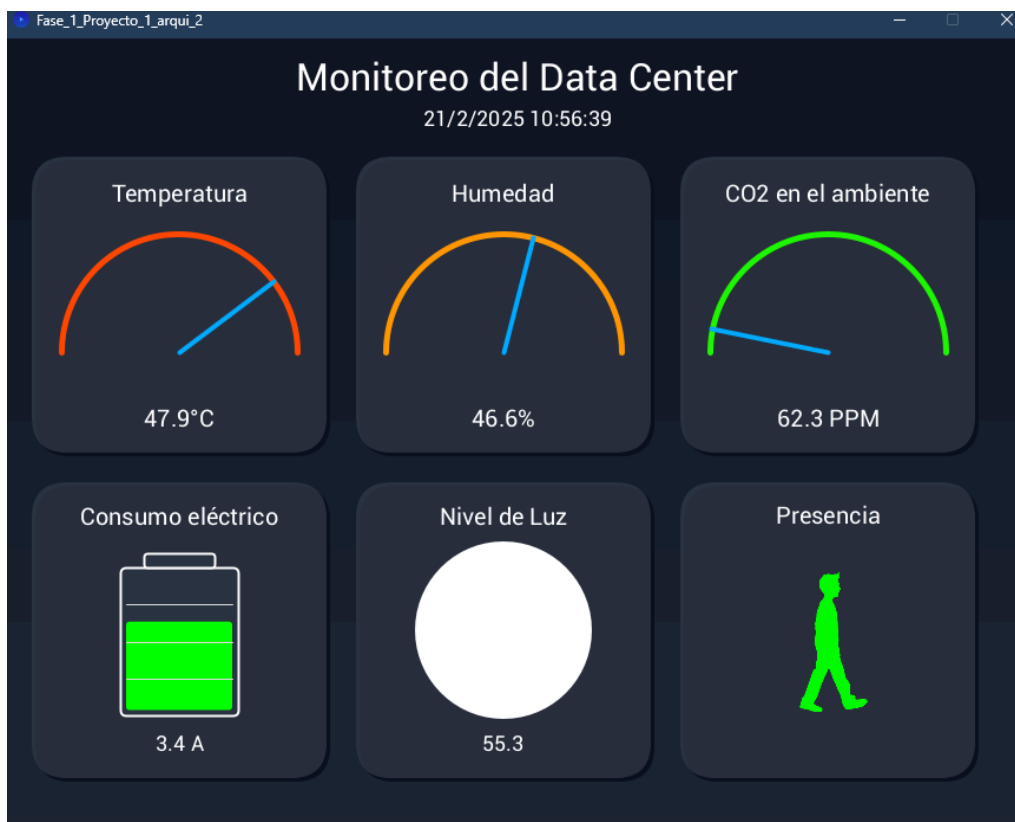 Fase_1_Proyecto_1_arqui_2
Monitoreo del Data Center
21/2/2025 10:56:39
Temperatura
47.9°C
Humedad
46.6%
CO2 en el ambiente
62.3 PPM
Consumo eléctrico
3.4 A
Nivel de Luz
55.3
Presencia